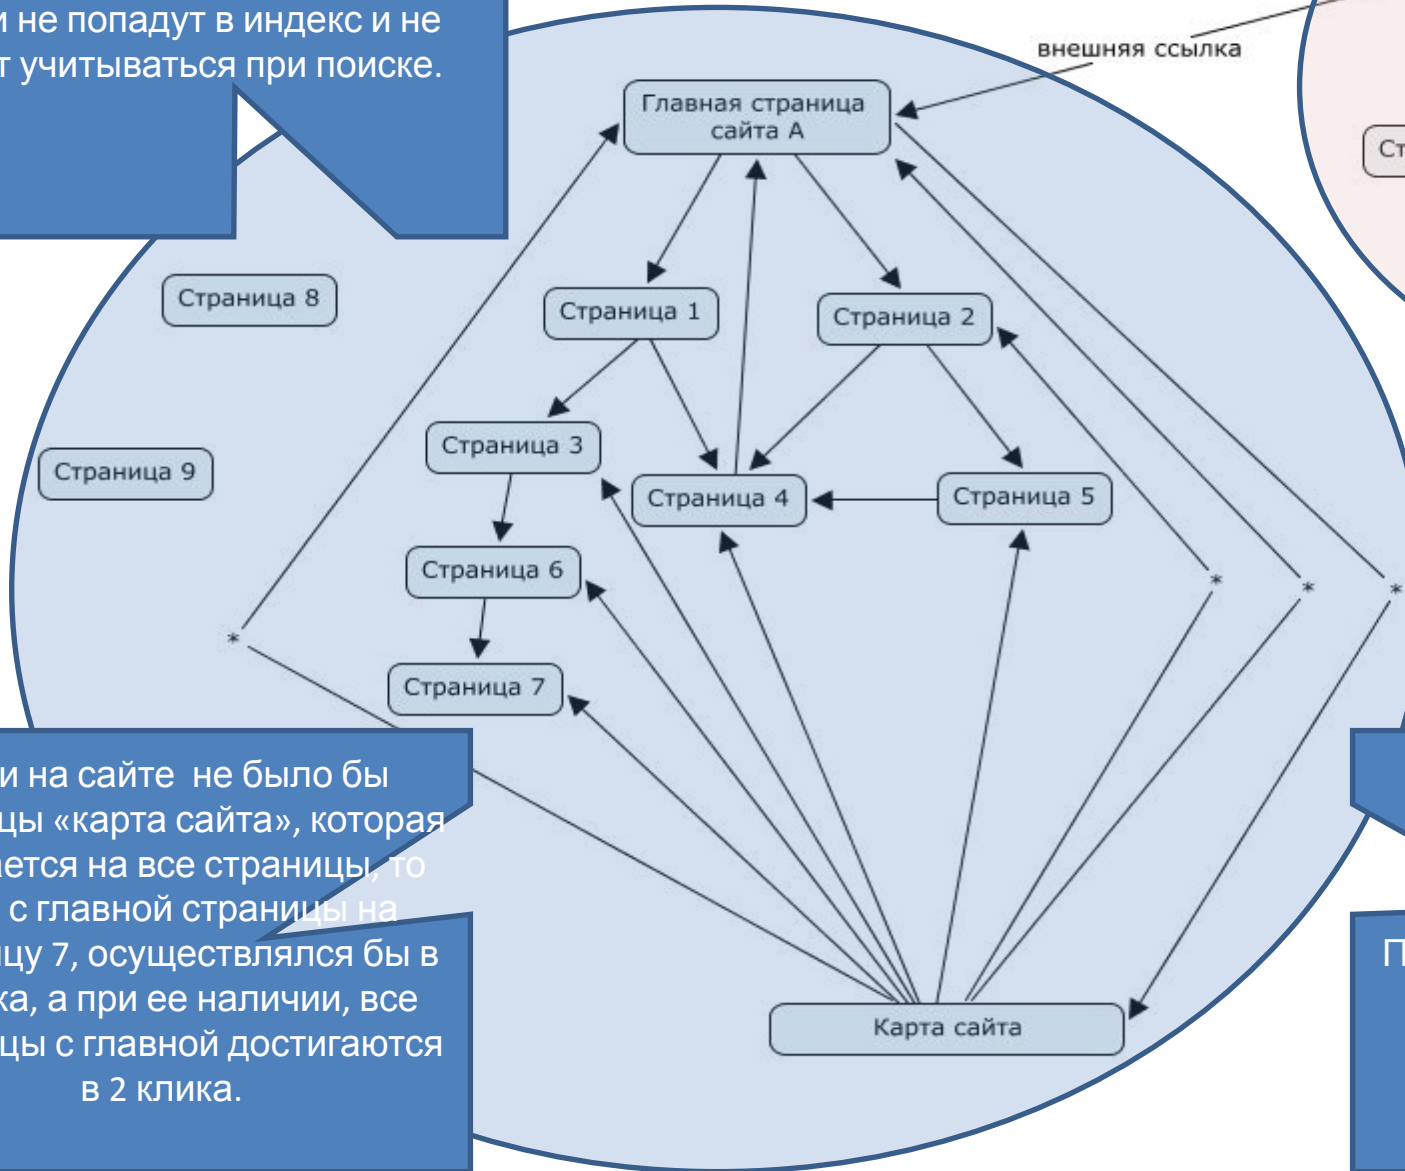 и не попадут в индекс и не
т учитываться при поиске.
внешняя ссылка
Главная страница
сайта А
Ст
Страница 8
Страница 1
Страница 2
Страница 3
Страница 9
Страница 4
Страница 5
Страница 6
*
*
*
*
Страница 7
и на сайте не было бы
цы «карта сайта», которая
ается на все страницы, то
с главной страницы на
цу 7, осуществлялся бы в
ка, а при ее наличии, все
цы с главной достигаются
в 2 клика.
П
Карта сайта